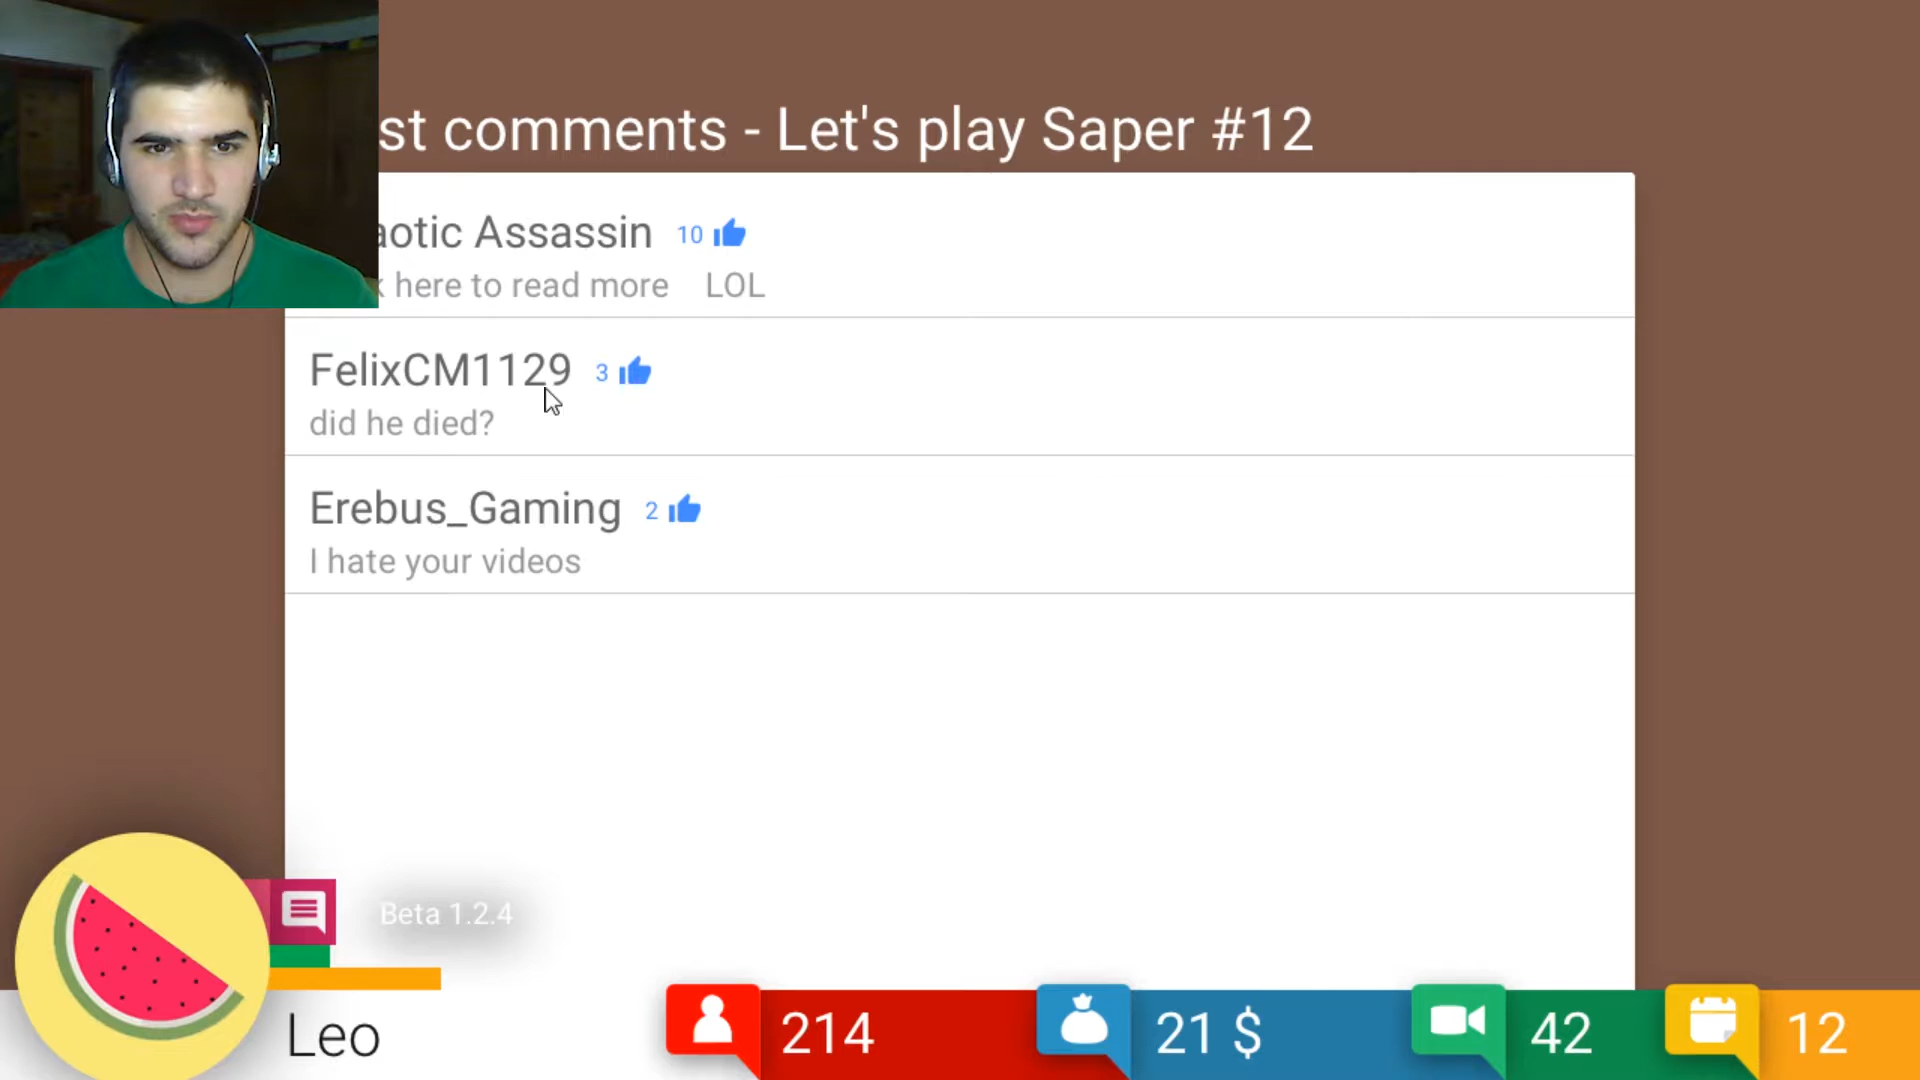 st comments - Let's play Saper #12
aotic Assassin 10
here to read more LOL
FelixCM1129 3
did he died?
Erebus_Gaming 2
I hate your videos
Beta 1.2.4
Leo
214
21 $
42
12